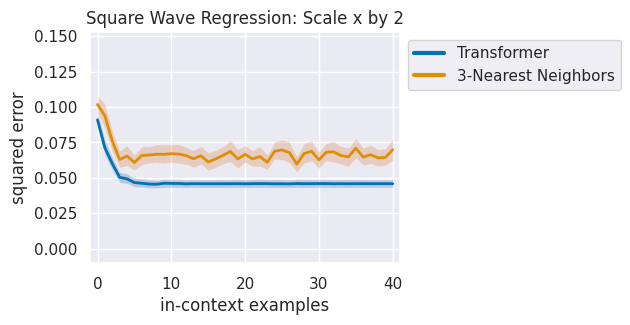 Square Wave Regression: Scale x by 2
Transformer
3-Nearest Neighbors
squared error
0.150
0.125
0.100
0.075
0.050
0.025
0.000
0 10 20 30 40
in-context examples